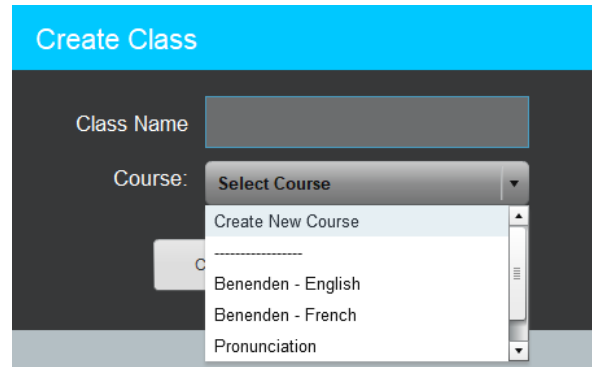 Create Class
Class Name
Course:
Select Course
Create New Course
-----------------
Benenden - English
Benenden - French
Pronunciation